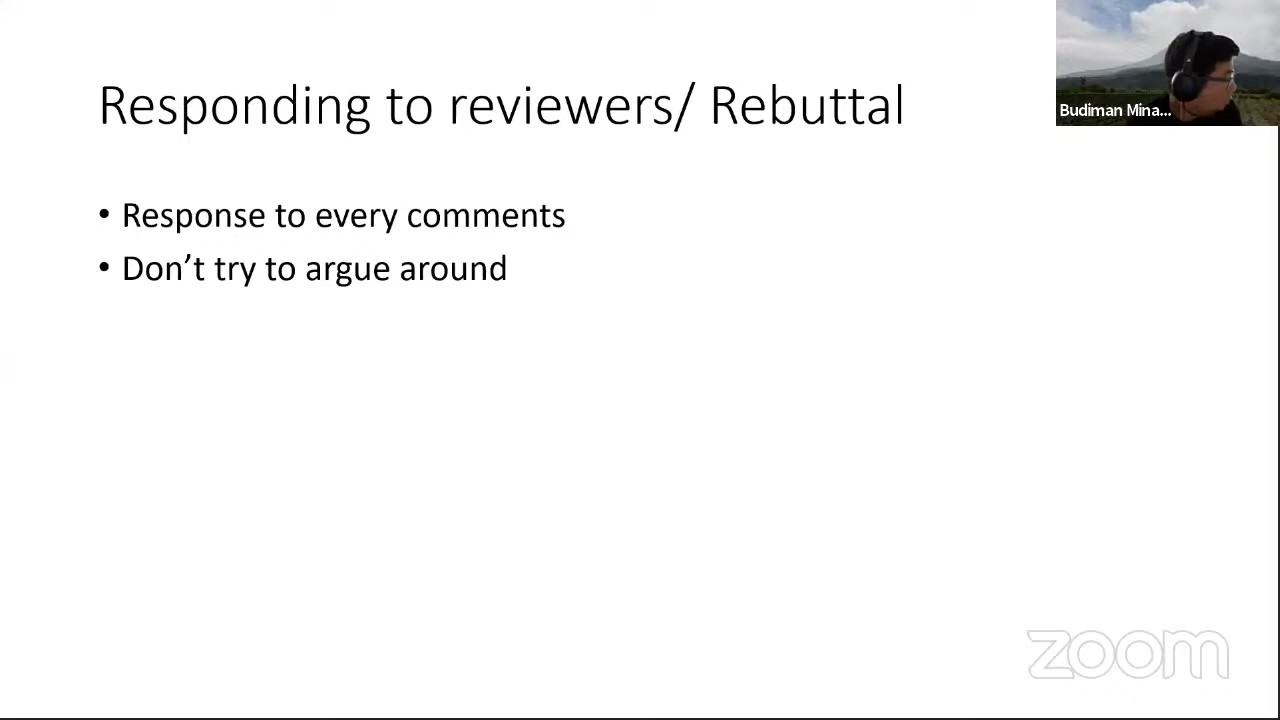 Responding to reviewers/ Rebuttal
Budiman Mina...
• Response to every comments
• Don’t try to argue around
zoom